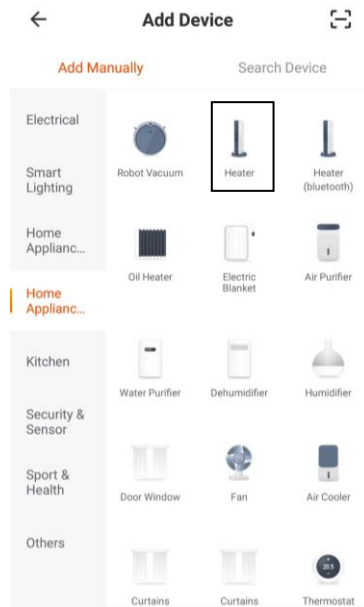 Add Device
Add Manually
Search Device
Electrical
Smart
Lighting
Home
Applianc...
Home
Applianc...
Kitchen
Security &
Sensor
Sport &
Health
Others
Robot Vacuum
Heater
Heater
(bluetooth)
Oil Heater
Electric
Blanket
Air Purifier
Water Purifier
Dehumidifier
Humidifier
Door Window
Fan
Air Cooler
Curtains
Curtains
20.5
Thermostat